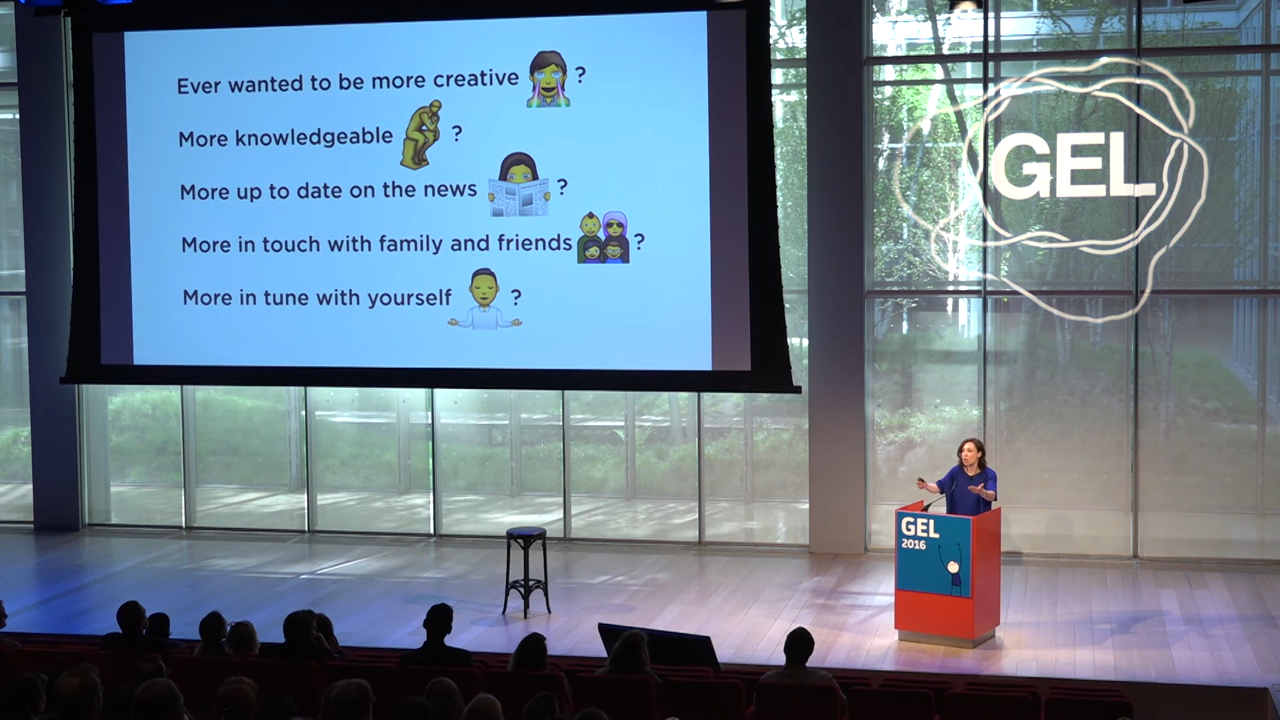 Ever wanted to be more creative ?
More knowledgeable ?
More up to date on the news ?
More in touch with family and friends ?
More in tune with yourself ?
GEL
GEL
2016